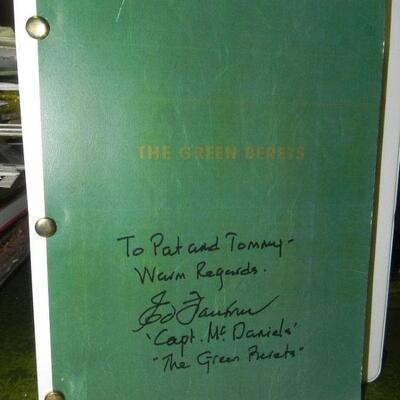 THE GREEN BERETS
To Pat and Tommy-
Warm Regards.
Ed Faulkner
'Capt. McDaniels'
"The Green Berets"